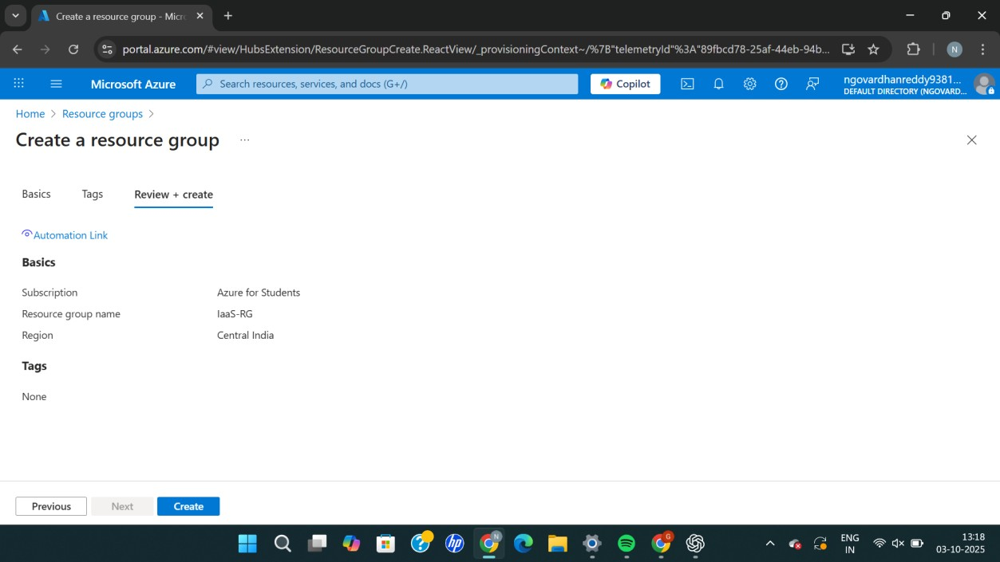 Create a resource group - Micr
portal.azure.com/#view/HubsExtension/ResourceGroupCreate.ReactView/_provisioningContext~/%7B"telemetryId"%3A"89fbcd78-25af-44eb-94b...
N
Microsoft Azure
Search resources, services, and docs (G+/)
Copilot
ngovardhanreddy9381...
DEFAULT DIRECTORY (NGOVARD...
Home > Resource groups >
Create a resource group ...
Basics Tags Review + create
Automation Link
Basics
Subscription Azure for Students
Resource group name IaaS-RG
Region Central India
Tags
None
Previous Next Create
hp N G
ENG
IN
13:18
03-10-2025